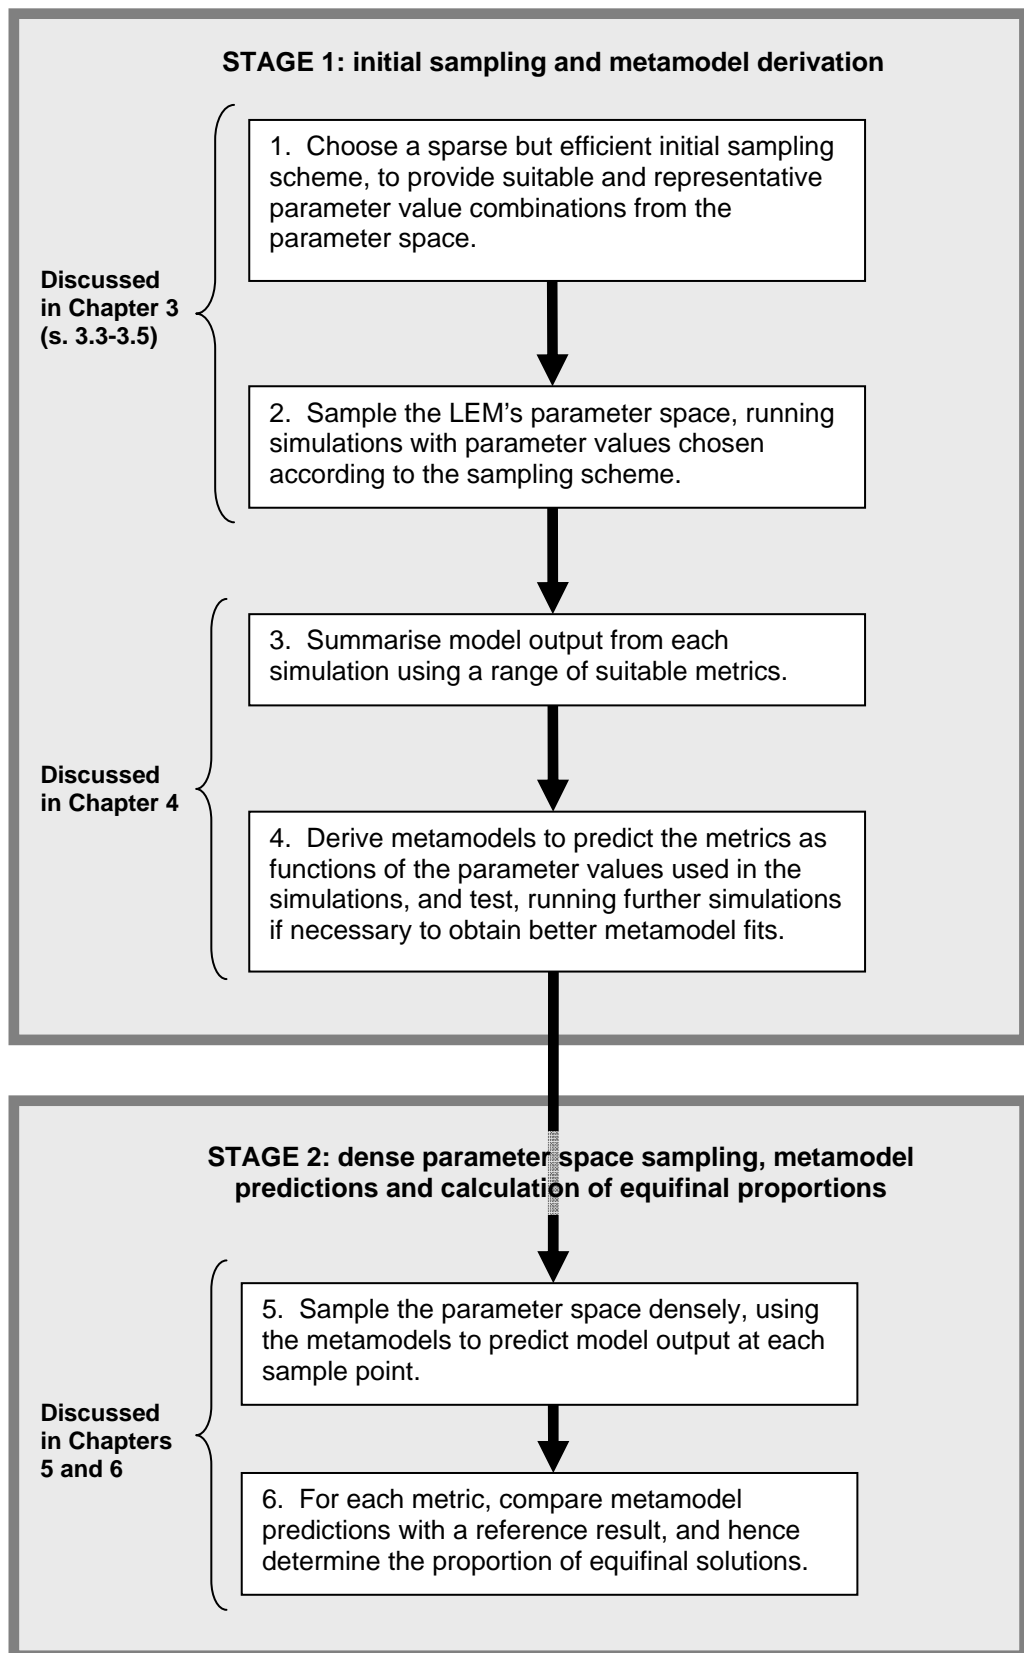 STAGE 1: initial sampling and metamodel derivation
1. Choose a sparse but efficient initial sampling
scheme, to provide suitable and representative
parameter value combinations from the
parameter space.
Discussed
in Chapter 3
(s. 3.3-3.5)
2. Sample the LEM's parameter space, running
simulations with parameter values chosen
according to the sampling scheme.
3. Summarise model output from each
simulation using a range of suitable metrics.
Discussed
in Chapter 4
4. Derive metamodels to predict the metrics as
functions of the parameter values used in the
simulations, and test, running further simulations
if necessary to obtain better metamodel fits.
STAGE 2: dense parameter space sampling, metamodel
predictions and calculation of equifinal proportions
5. Sample the parameter space densely, using
the metamodels to predict model output at each
sample point.
Discussed
in Chapters
5 and 6
6. For each metric, compare metamodel
predictions with a reference result, and hence
determine the proportion of equifinal solutions.